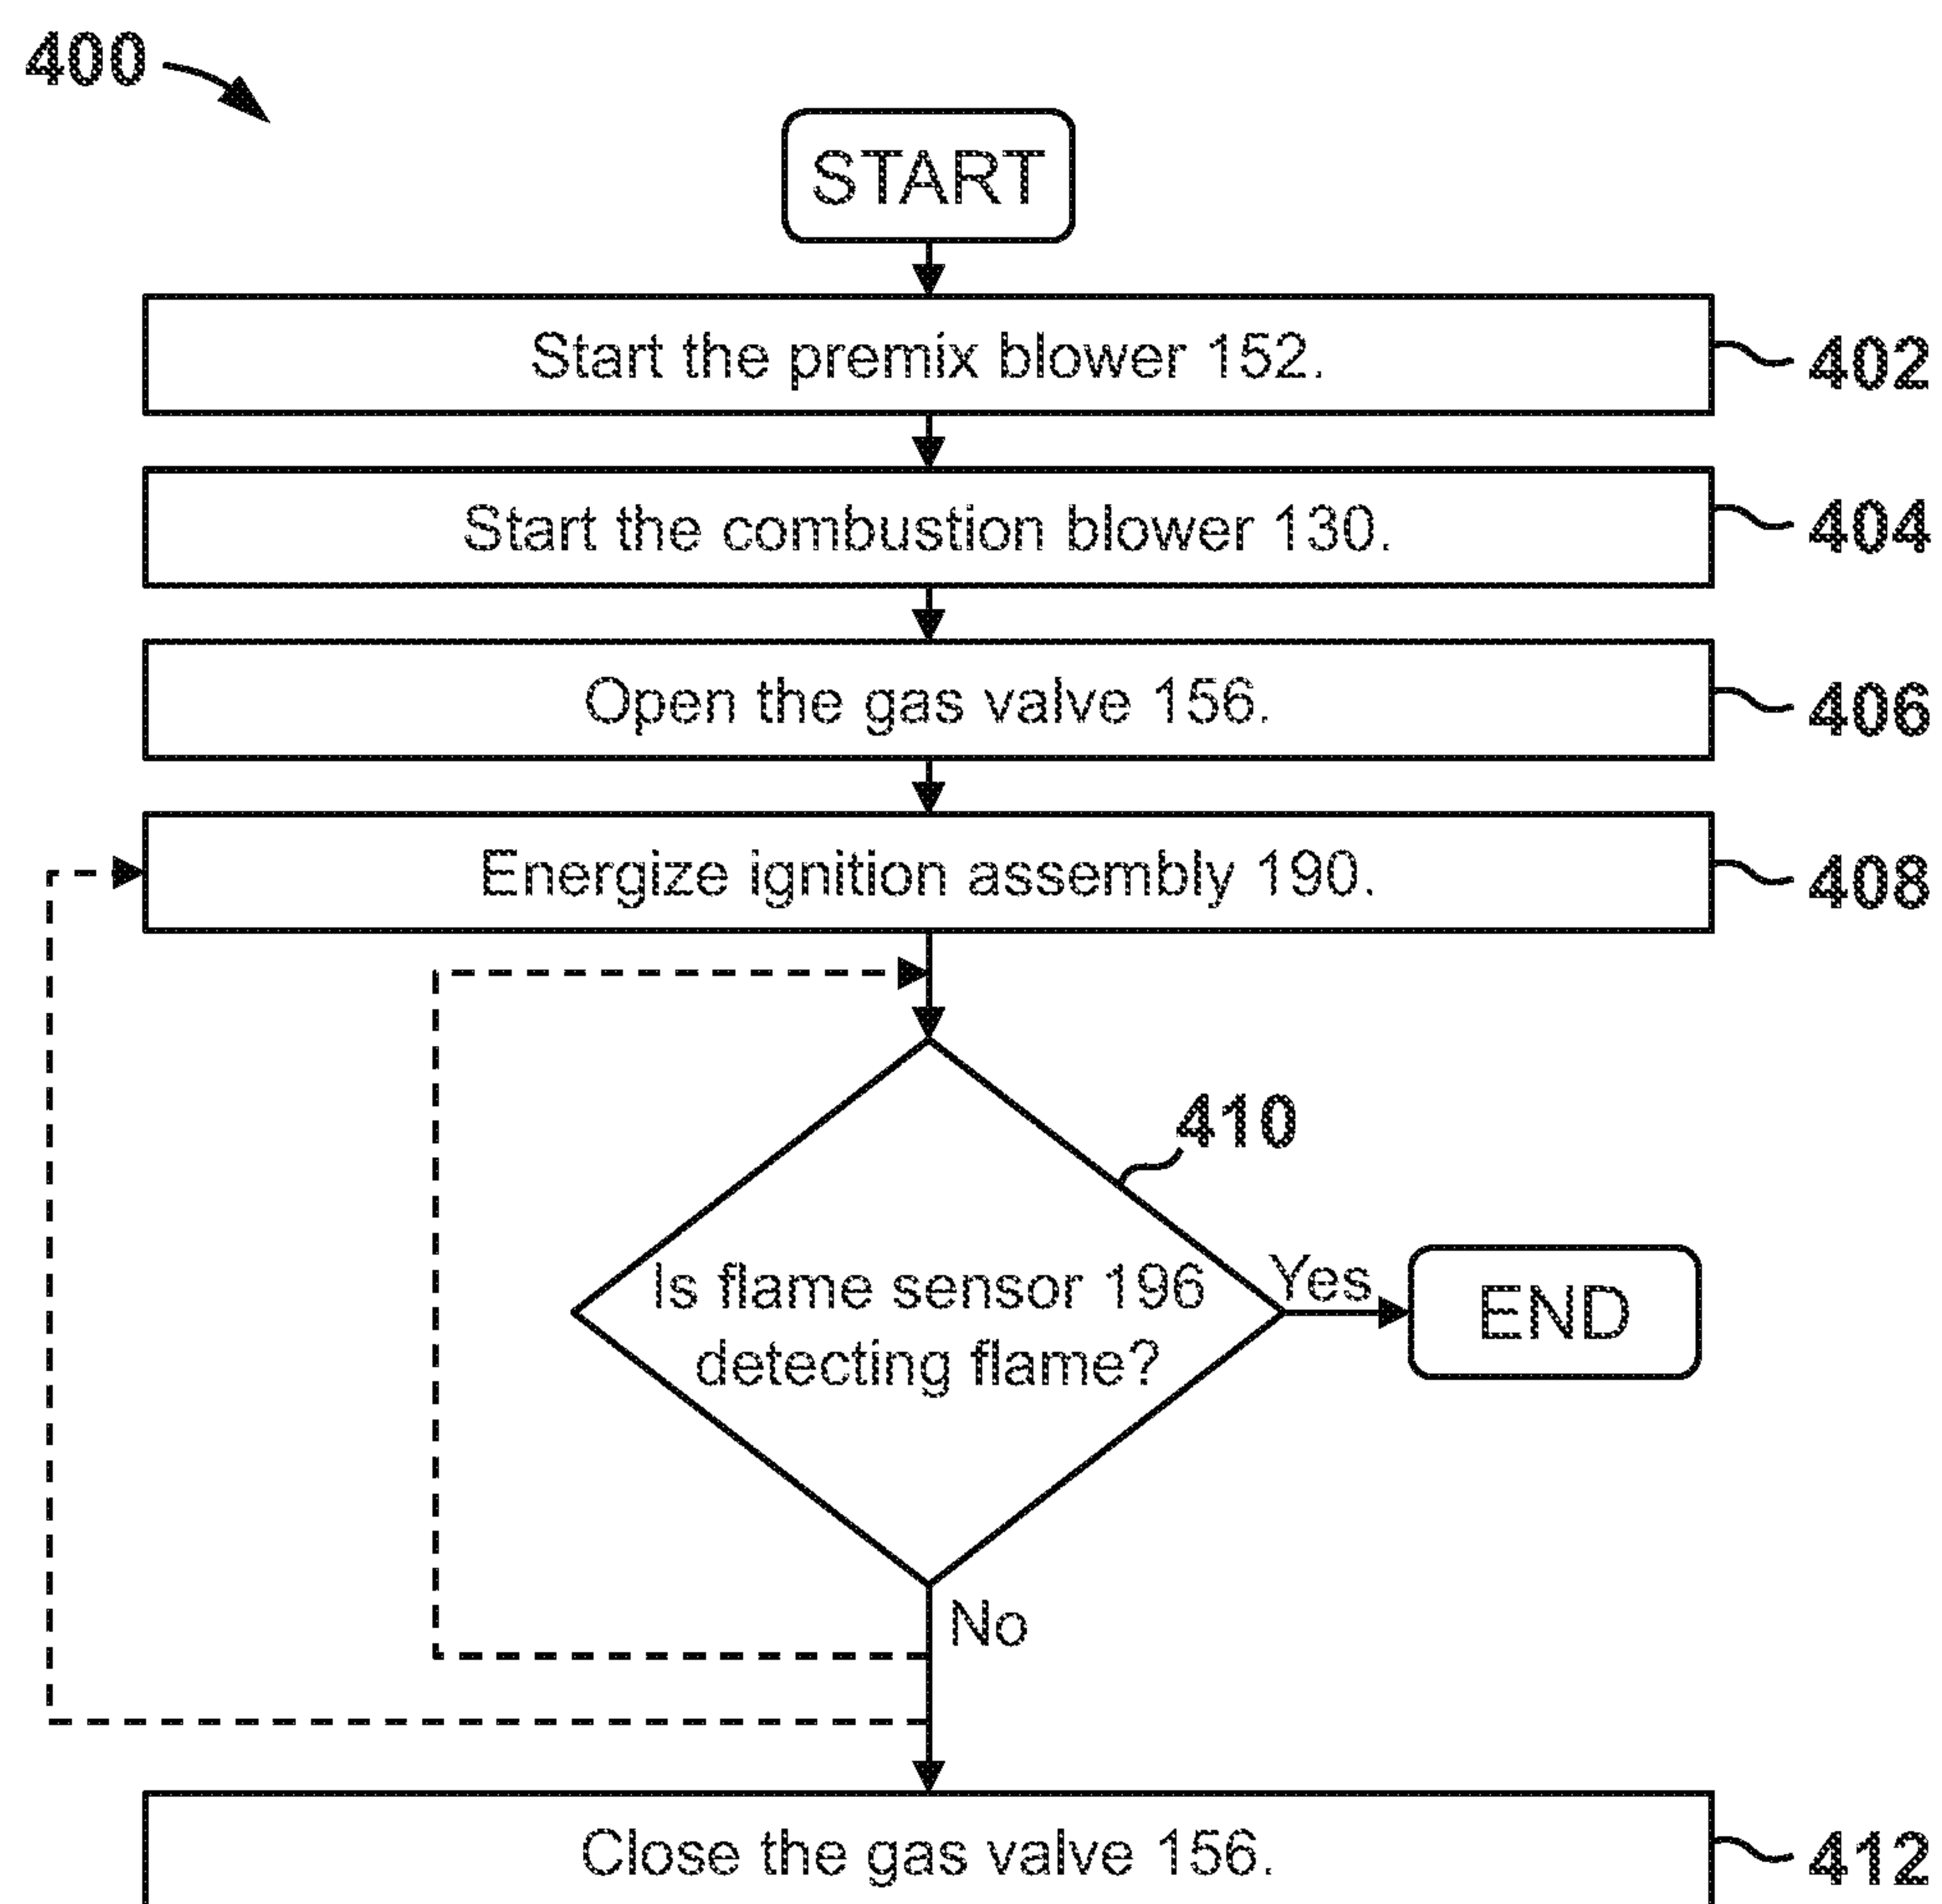 400
START
Start the premix blower 152.
402
Start the combustion blower 130.
404
Open the gas valve 156.
406
Energize ignition assembly 190.
408
410
Is flame sensor 196
detecting flame?
Yes
END
No
Close the gas valve 156.
412